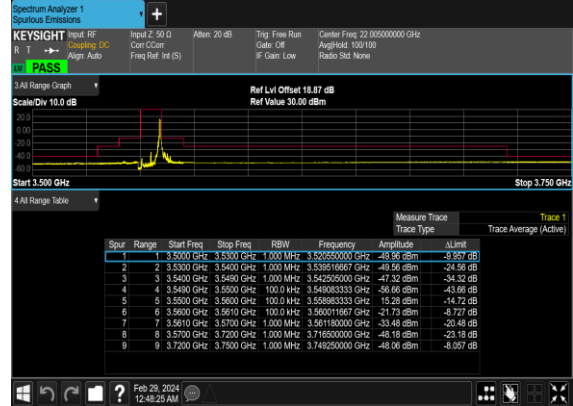 Spectrum Analyzer 1
Spurious Emissions
KEYSIGHT Input: RF Input Z: 50 Ω Atten: 20 dB Trig: Free Run Center Freq: 22.005000000 GHz
R T Coupling: DC Corr CCorr Gate: Off Avg|Hold: 100/100
Align: Auto Freq Ref: Int (S) IF Gain: Low Radio Std: None
PASS
3 All Range Graph
Scale/Div 10.0 dB
Ref Lvl Offset 18.87 dB
Ref Value 30.00 dBm
20.0
0.00
-20.0
-40.0
-60.0
Start 3.500 GHz Stop 3.750 GHz
4 All Range Table
Measure Trace Trace 1
Trace Type Trace Average (Active)
Spur Range Start Freq Stop Freq RBW Frequency Amplitude ΔLimit
1 1 3.5000 GHz 3.5300 GHz 1.000 MHz 3.520550000 GHz -49.96 dBm -9.957 dB
2 2 3.5300 GHz 3.5400 GHz 1.000 MHz 3.539516667 GHz -49.56 dBm -24.56 dB
3 3 3.5400 GHz 3.5490 GHz 1.000 MHz 3.542505000 GHz -47.32 dBm -34.32 dB
4 4 3.5490 GHz 3.5500 GHz 100.0 kHz 3.549083333 GHz -56.66 dBm -43.66 dB
5 5 3.5500 GHz 3.5600 GHz 100.0 kHz 3.558983333 GHz 15.28 dBm -14.72 dB
6 6 3.5600 GHz 3.5610 GHz 100.0 kHz 3.560011667 GHz -21.73 dBm -8.727 dB
7 7 3.5610 GHz 3.5700 GHz 1.000 MHz 3.561180000 GHz -33.48 dBm -20.48 dB
8 8 3.5700 GHz 3.7200 GHz 1.000 MHz 3.716500000 GHz -48.18 dBm -23.18 dB
9 9 3.7200 GHz 3.7500 GHz 1.000 MHz 3.749250000 GHz -48.06 dBm -8.057 dB
Feb 29, 2024
12:48:25 AM